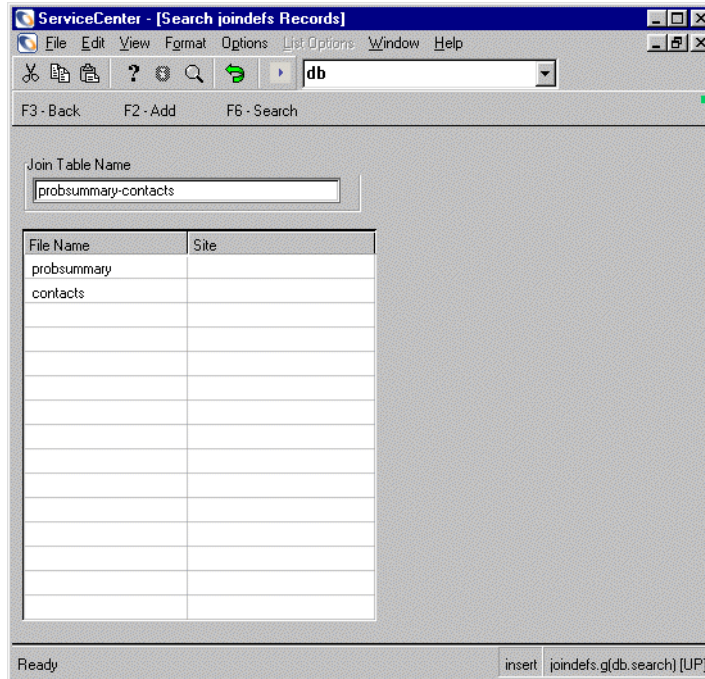 ServiceCenter - [Search joindefs Records]
File Edit View Format Options List Options Window Help
db
F3 - Back F2 - Add F6 - Search
Join Table Name
probsummary-contacts
File Name Site
probsummary
contacts
Ready insert joindefs.g(db.search) [UP]